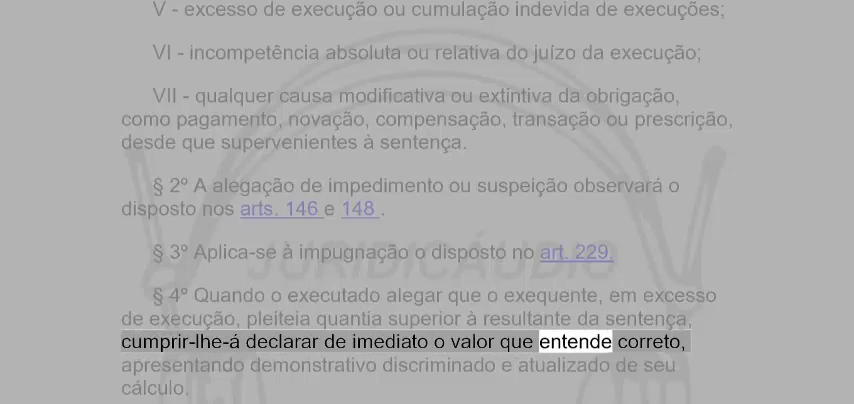 V - excesso de execução ou cumulação indevida de execuções;
VI - incompetência absoluta ou relativa do juízo da execução;
VII - qualquer causa modificativa ou extintiva da obrigação,
como pagamento, novação, compensação, transação ou prescrição,
desde que supervenientes à sentença.
§ 2º A alegação de impedimento ou suspeição observará o
disposto nos arts. 146 e 148 .
§ 3º Aplica-se à impugnação o disposto no art. 229.
JURIDICÁUDIO
§ 4º Quando o executado alegar que o exequente, em excesso
de execução, pleiteia quantia superior à resultante da sentença,
cumprir-lhe-á declarar de imediato o valor que entende correto,
apresentando demonstrativo discriminado e atualizado de seu
cálculo.